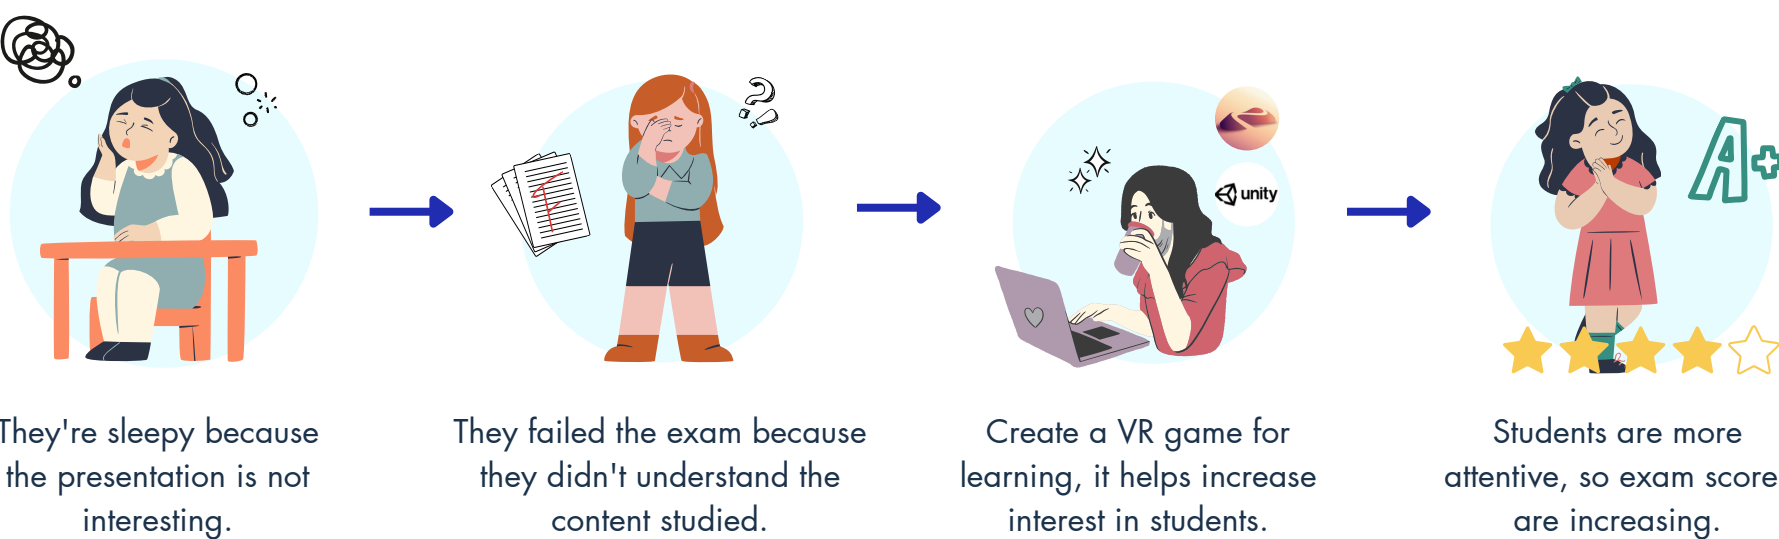 They're sleepy because
the presentation is not
interesting.
F
?
!
They failed the exam because
they didn't understand the
content studied.
unity
Create a VR game for
learning, it helps increase
interest in students.
A+
Students are more
attentive, so exam score
are increasing.